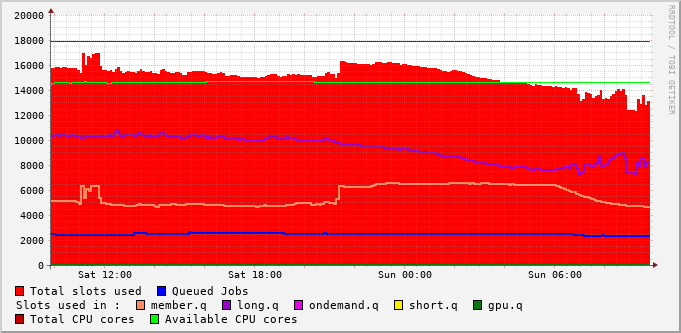 20000
18000
16000
14000
12000
10000
8000
6000
4000
2000
0
Sat 12:00 Sat 18:00 Sun 00:00 Sun 06:00
RRDTOOL / TOBI OETIKER
Total slots used Queued Jobs
Slots used in : member.q long.q ondemand.q short.q gpu.q
Total CPU cores Available CPU cores